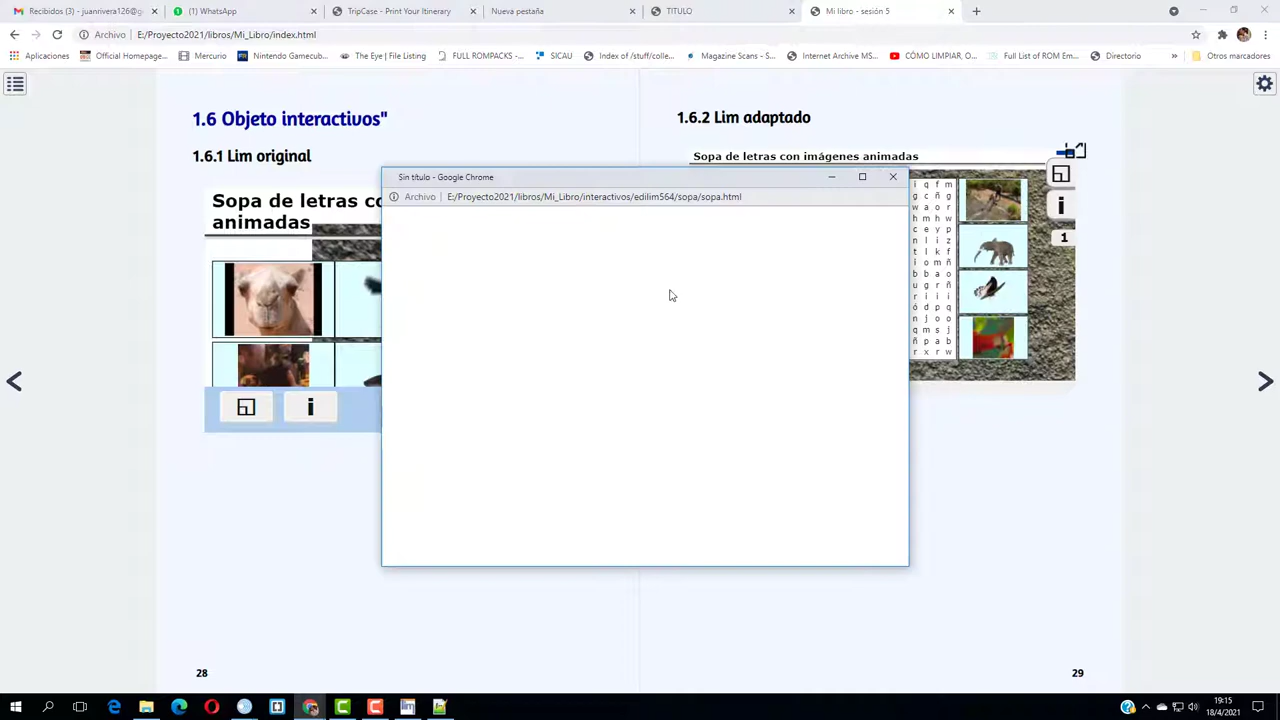 Recibidos (3) - juanrivera126@g
(1) WhatsApp
TripCase - Print Your Itinerary
Nueva pestaña
TITULO
Mi libro - sesión 5
Archivo
E:/Proyecto2021/libros/Mi_Libro/index.html
Aplicaciones
Official Homepage...
Mercurio
Nintendo Gamecub...
The Eye | File Listing
FULL ROMPACKS -...
SICAU
Index of /stuff/colle...
Magazine Scans - S...
Internet Archive MS...
CÓMO LIMPIAR, O...
Full List of ROM Em...
Directorio
»
Otros marcadores
1.6 Objeto interactivos"
1.6.1 Lim original
Sopa de letras co
animadas
i
28
Sin título - Google Chrome
Archivo
E:/Proyecto2021/libros/Mi_Libro/interactivos/edilim564/sopa/sopa.html
1.6.2 Lim adaptado
Sopa de letras con imágenes animadas
i q f m
g c ñ g
w a o r
h m h w
c e y p
n l i z
t l k f
i o m ñ
b b a o
u g r ñ
r i i i
ó d p q
n j o o
q m s j
ñ p a b
r x r w
i
1
29
lim
19:15
18/4/2021